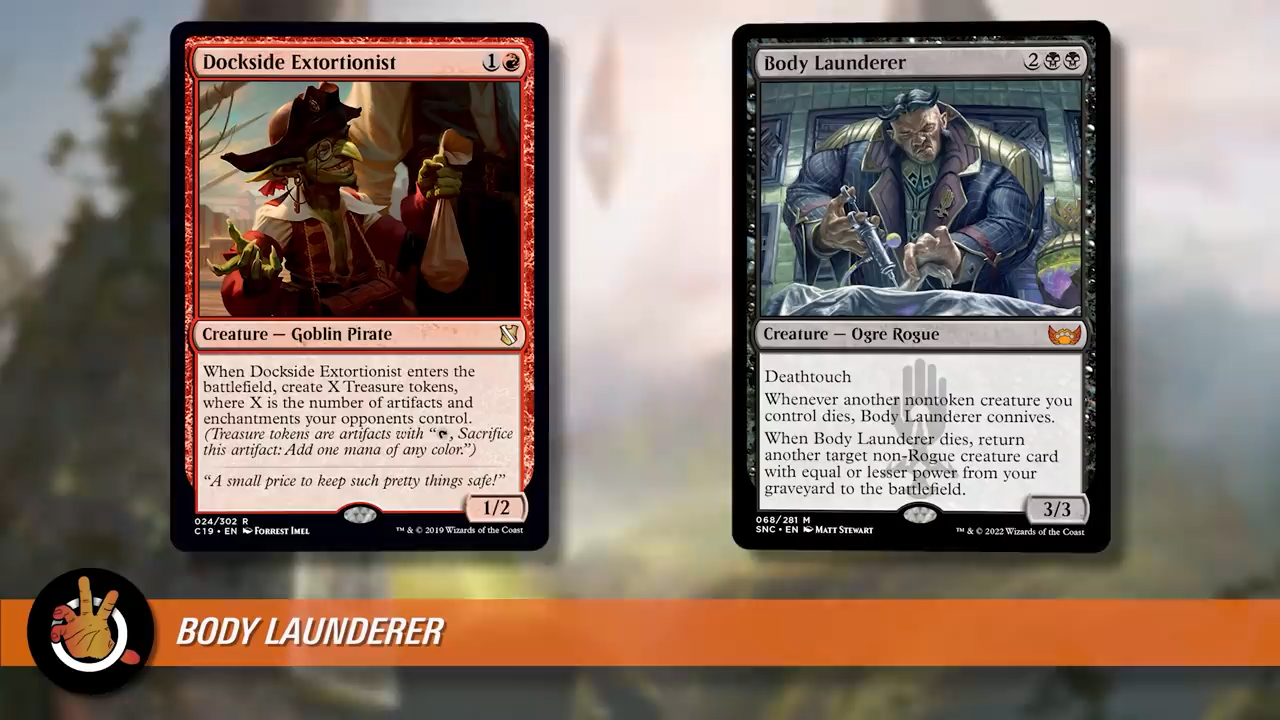 Dockside Extortionist 1
Creature — Goblin Pirate
When Dockside Extortionist enters the
battlefield, create X Treasure tokens,
where X is the number of artifacts and
enchantments your opponents control.
(Treasure tokens are artifacts with “, Sacrifice
this artifact: Add one mana of any color.”)
“A small price to keep such pretty things safe!”
1/2
024/302 R
C19 • EN Forrest Imel
™ & © 2019 Wizards of the Coast
Body Launderer 2
Creature — Ogre Rogue
Deathtouch
Whenever another nontoken creature you
control dies, Body Launderer connives.
When Body Launderer dies, return
another target non-Rogue creature card
with equal or lesser power from your
graveyard to the battlefield.
3/3
068/281 M
SNC • EN Matt Stewart
™ & © 2022 Wizards of the Coast
BODY LAUNDERER